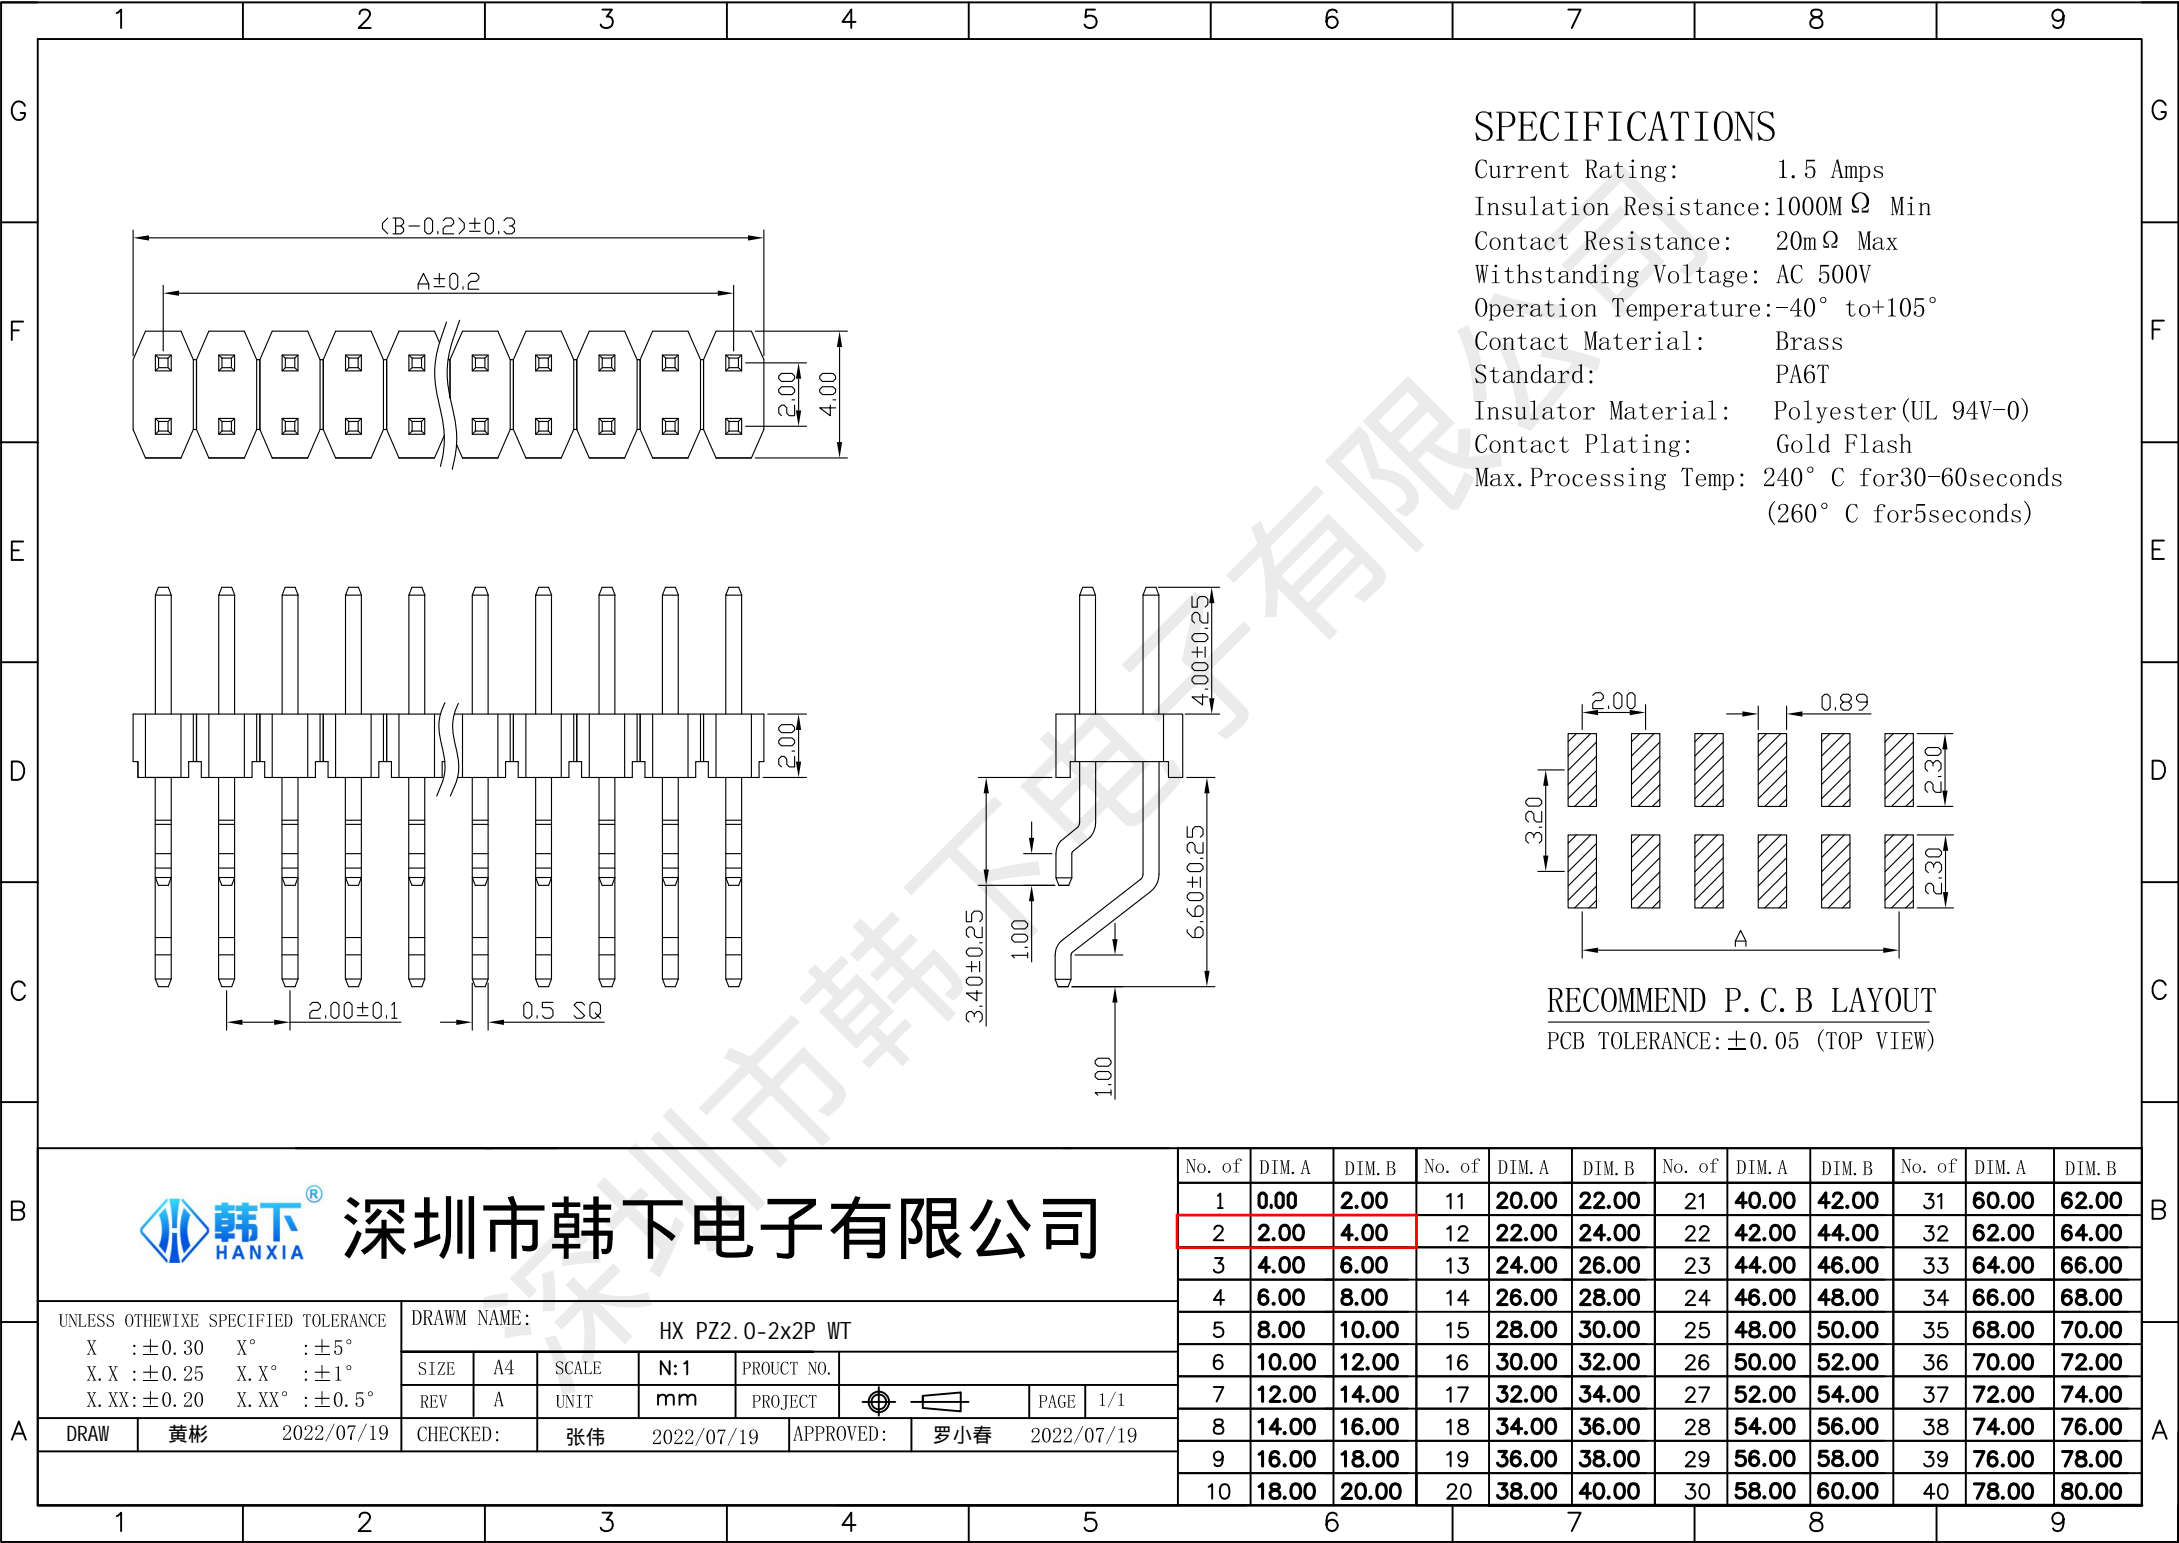 1 2 3 4 5 6 7 8 9
G G
F F
E E
D D
C C
B B
A A
SPECIFICATIONS
Current Rating: 1.5 Amps
Insulation Resistance:1000MΩ Min
Contact Resistance: 20mΩ Max
Withstanding Voltage: AC 500V
Operation Temperature:-40° to+105°
Contact Material: Brass
Standard: PA6T
Insulator Material: Polyester(UL 94V-0)
Contact Plating: Gold Flash
Max.Processing Temp: 240°C for30-60seconds
(260°C for5seconds)
(B-0.2)±0.3
A±0.2
2.00
4.00
2.00
2.00±0.1
0.5 SQ
4.00±0.25
6.60±0.25
3.40±0.25
1.00
1.00
2.00
0.89
2.30
3.20
2.30
A
RECOMMEND P.C.B LAYOUT
PCB TOLERANCE:±0.05 (TOP VIEW)
深圳市韩下电子有限公司
韩下®
HANXIA
深圳市韩下电子有限公司
UNLESS OTHEWIXE SPECIFIED TOLERANCE
X :±0.30 X° :±5°
X.X :±0.25 X.X° :±1°
X.XX:±0.20 X.XX° :±0.5°
DRAWM NAME:
HX PZ2.0-2x2P WT
SIZE A4 SCALE N:1 PROUCT NO.
REV A UNIT mm PROJECT PAGE 1/1
DRAW 黄彬 2022/07/19 CHECKED: 张伟 2022/07/19 APPROVED: 罗小春 2022/07/19
No. of DIM.A DIM.B No. of DIM.A DIM.B No. of DIM.A DIM.B No. of DIM.A DIM.B
1 0.00 2.00 11 20.00 22.00 21 40.00 42.00 31 60.00 62.00
2 2.00 4.00 12 22.00 24.00 22 42.00 44.00 32 62.00 64.00
3 4.00 6.00 13 24.00 26.00 23 44.00 46.00 33 64.00 66.00
4 6.00 8.00 14 26.00 28.00 24 46.00 48.00 34 66.00 68.00
5 8.00 10.00 15 28.00 30.00 25 48.00 50.00 35 68.00 70.00
6 10.00 12.00 16 30.00 32.00 26 50.00 52.00 36 70.00 72.00
7 12.00 14.00 17 32.00 34.00 27 52.00 54.00 37 72.00 74.00
8 14.00 16.00 18 34.00 36.00 28 54.00 56.00 38 74.00 76.00
9 16.00 18.00 19 36.00 38.00 29 56.00 58.00 39 76.00 78.00
10 18.00 20.00 20 38.00 40.00 30 58.00 60.00 40 78.00 80.00
1 2 3 4 5 6 7 8 9